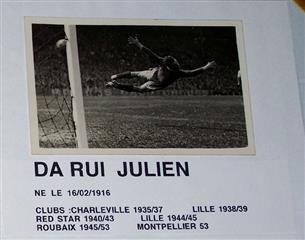 DA RUI JULIEN
NE LE 16/02/1916
CLUBS :CHARLEVILLE 1935/37 LILLE 1938/39
RED STAR 1940/43 LILLE 1944/45
ROUBAIX 1945/53 MONTPELLIER 53